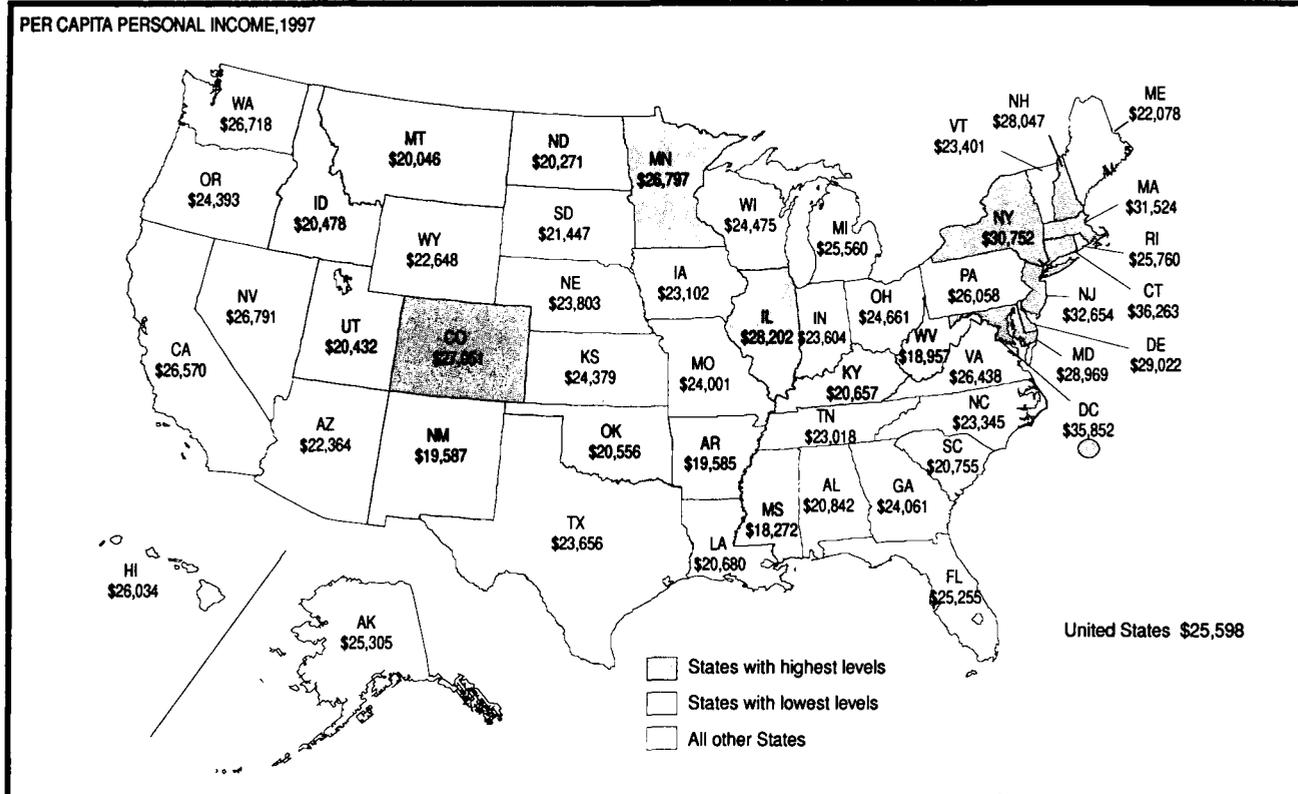 PER CAPITA PERSONAL INCOME, 1997
WA
$26,718
OR
$24,393
CA
$26,570
NV
$26,791
ID
$20,478
MT
$20,046
WY
$22,648
UT
$20,432
AZ
$22,364
CO
NM
$19,587
ND
$20,271
SD
$21,447
NE
$23,803
KS
$24,379
OK
$20,556
TX
$23,656
MN
$26,797
IA
$23,102
MO
$24,001
AR
$19,585
LA
$20,680
WI
$24,475
IL
$28,202
MI
$25,560
IN
$23,604
OH
$24,661
KY
$20,657
TN
$23,018
MS
$18,272
AL
$20,842
GA
$24,061
FL
$25,255
SC
$20,755
NC
$23,345
VA
$26,438
WV
$18,957
PA
$26,058
NY
$30,752
VT
$23,401
NH
$28,047
ME
$22,078
MA
$31,524
RI
$25,760
CT
$36,263
NJ
$32,654
DE
$29,022
MD
$28,969
DC
$35,852
HI
$26,034
AK
$25,305
United States $25,598
States with highest levels
States with lowest levels
All other States